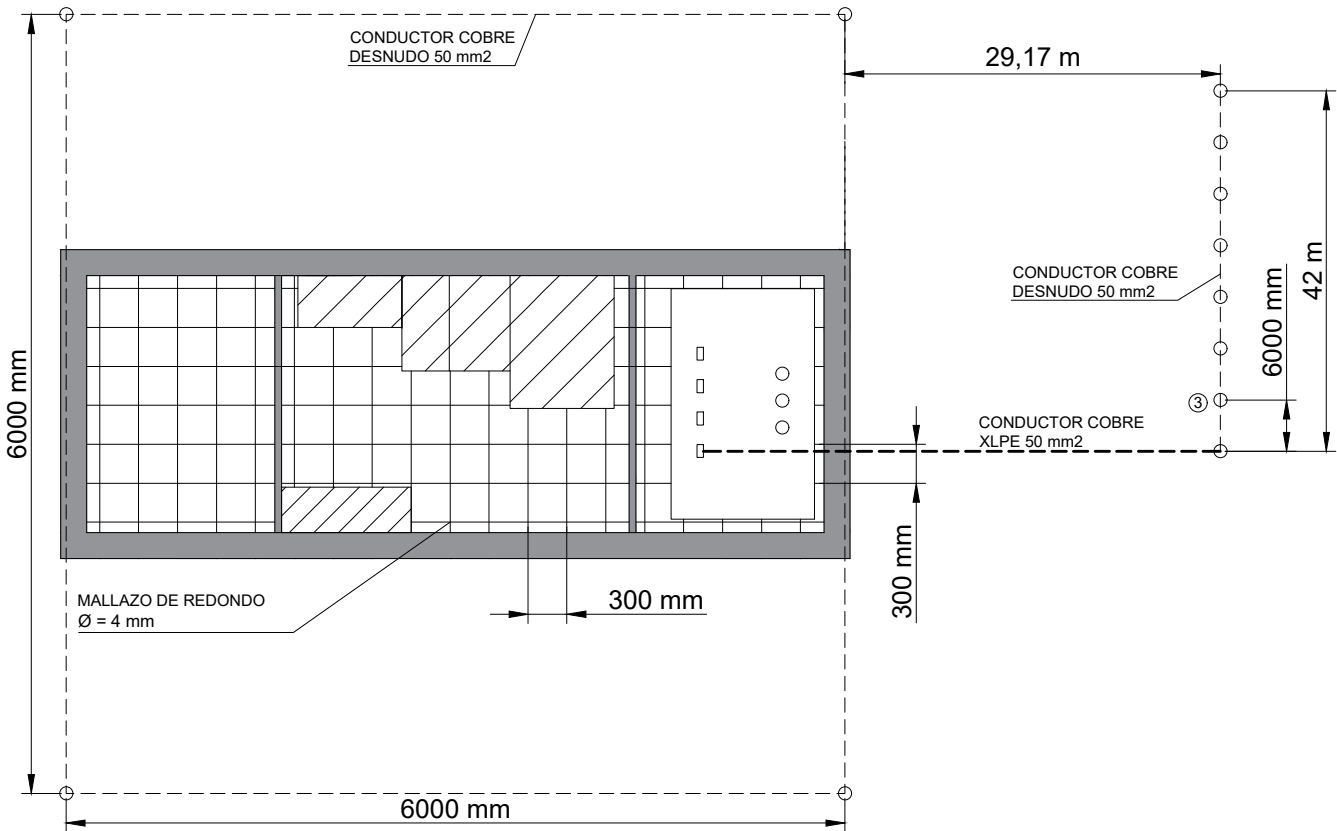 CONDUCTOR COBRE
DESNUDO 50 mm2
29,17 m
CONDUCTOR COBRE
DESNUDO 50 mm2
42 m
6000 mm
6000 mm
3
CONDUCTOR COBRE
XLPE 50 mm2
300 mm
MALLAZO DE REDONDO
Ø = 4 mm
300 mm
6000 mm